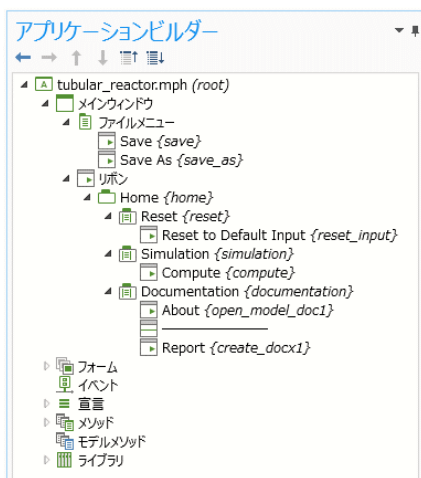 アプリケーションビルダー
tubular_reactor.mph (root)
メインウィンドウ
ファイルメニュー
Save {save}
Save As {save_as}
リボン
Home {home}
Reset {reset}
Reset to Default Input {reset_input}
Simulation {simulation}
Compute {compute}
Documentation {documentation}
About {open_model_doc1}
Report {create_docx1}
フォーム
イベント
宣言
メソッド
モデルメソッド
ライブラリ